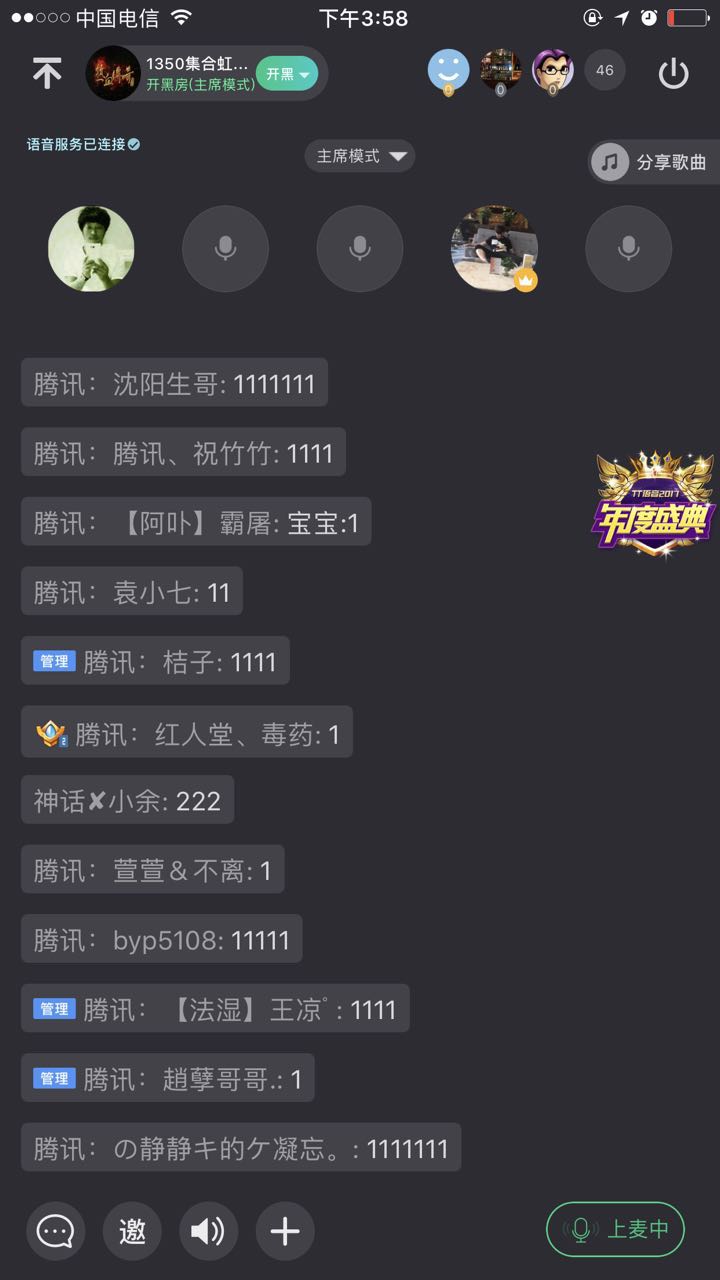 中国电信
下午3:58
1350集合虹...
开黑房(主席模式)
开黑
0
0
46
语音服务已连接
主席模式
分享歌曲
腾讯：沈阳生哥: 1111111
腾讯：腾讯、祝竹竹: 1111
腾讯：【阿卟】霸屠: 宝宝:1
TT语音2017
年度盛典
腾讯：袁小七: 11
管理 腾讯：桔子: 1111
2 腾讯：红人堂、毒药: 1
神话✘小余: 222
腾讯：萱萱＆不离: 1
腾讯：byp5108: 11111
管理 腾讯：【法湿】王凉ﾟ: 1111
管理 腾讯：趙孽哥哥.: 1
腾讯：の静静キ的ケ凝忘。: 1111111
邀
上麦中